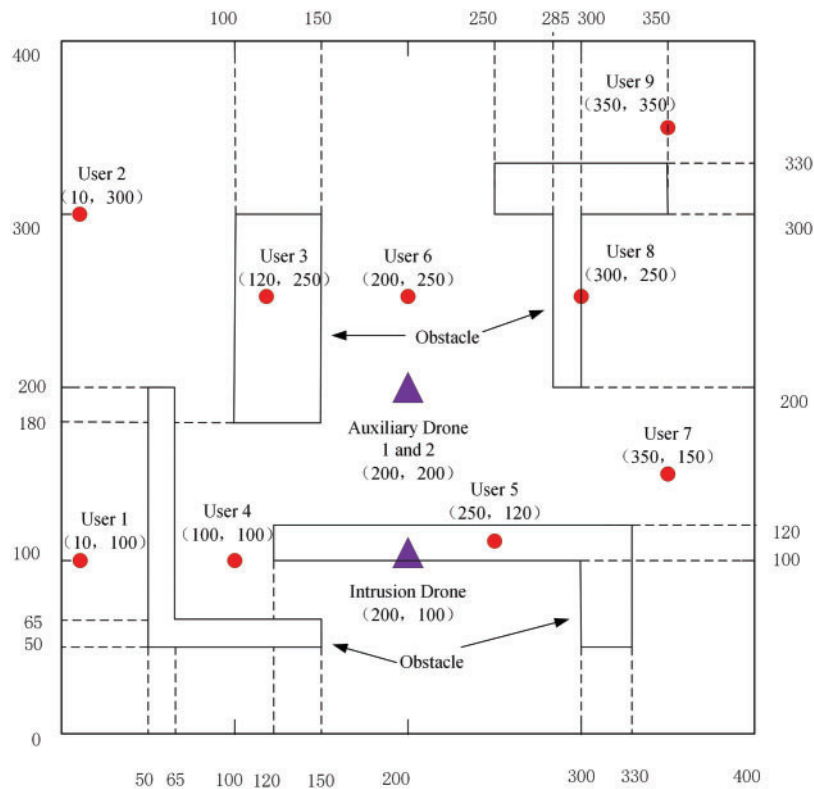 100 150 250 285 300 350
400
User 9
（350，350）
330
User 2
（10，300）
300
300
User 3
（120，250）
User 6
（200，250）
User 8
（300，250）
Obstacle
200
200
180
Auxiliary Drone
1 and 2
（200，200）
User 7
（350，150）
User 5
（250，120）
User 1
（10，100）
User 4
（100，100）
120
100
100
Intrusion Drone
（200，100）
65
50
Obstacle
0
50 65 100 120 150 200 300 330 400